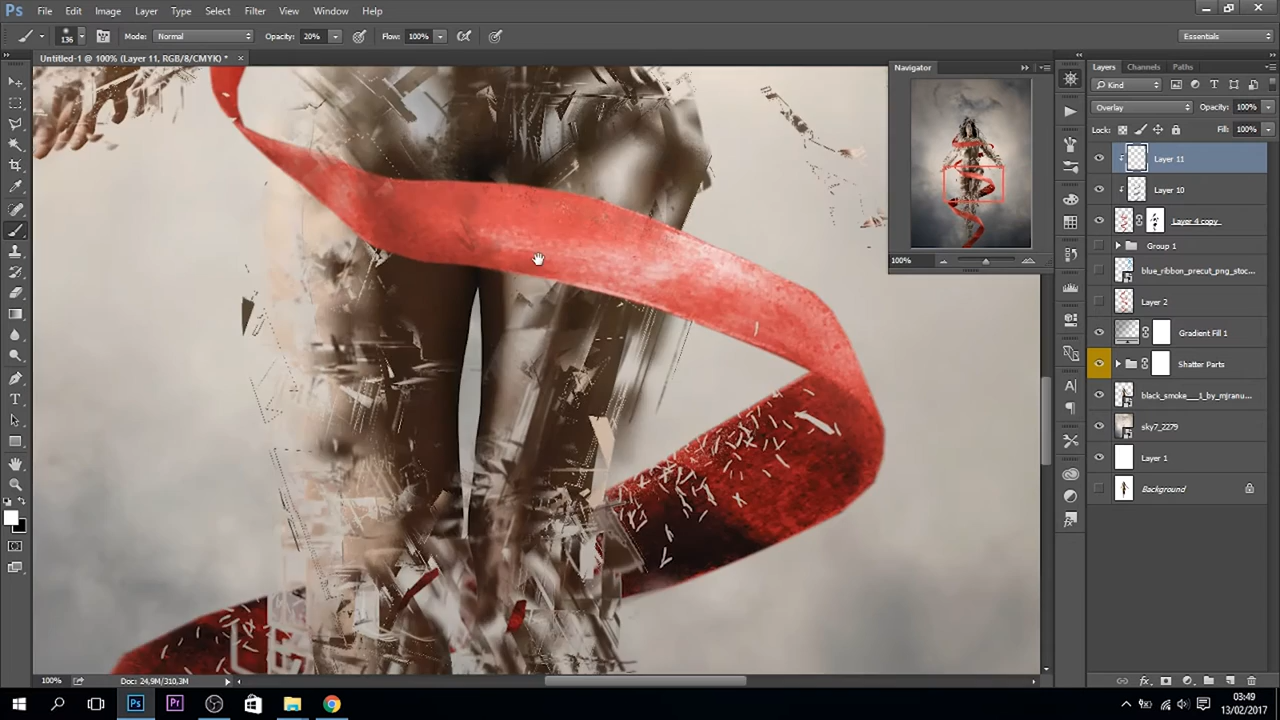 Ps File Edit Image Layer Type Select Filter View Window Help
136 Mode: Normal Opacity: 20% Flow: 100% Essentials
Untitled-1 @ 100% (Layer 11, RGB/8/CMYK) * ×
Navigator
100%
Layers Channels Paths
Kind
Overlay Opacity: 100%
Lock: Fill: 100%
Layer 11
Layer 10
Layer 4 copy
Group 1
blue_ribbon_precut_png_stoc...
Layer 2
Gradient Fill 1
Shatter Parts
black_smoke___1_by_mjranu...
sky7_2279
Layer 1
Background
100% Doc: 24,9M/310,3M
Ps Pr 03:49
13/02/2017